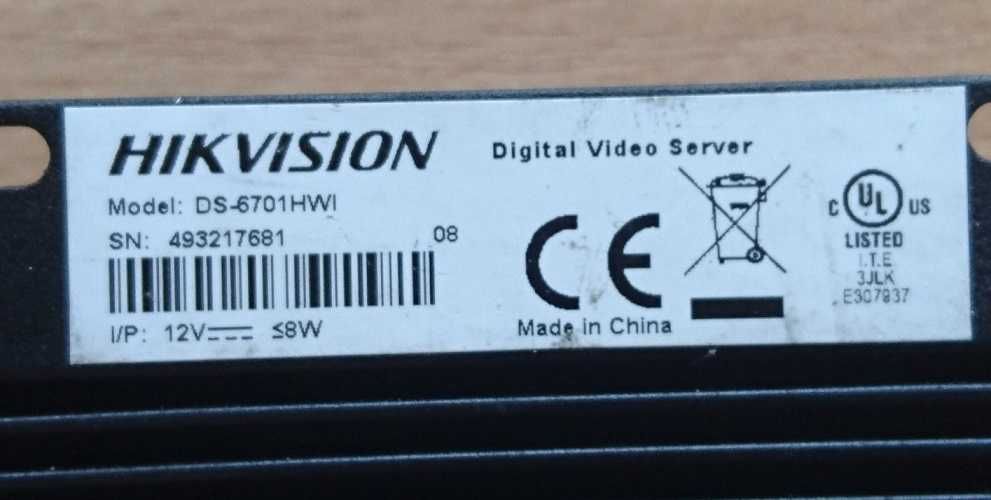 HIKVISION Digital Video Server
Model: DS-6701HWI
SN: 493217681 08
I/P: 12V⎓ ≤8W
CE
Made in China
C UL US
LISTED
I.T.E
3JLK
E307937